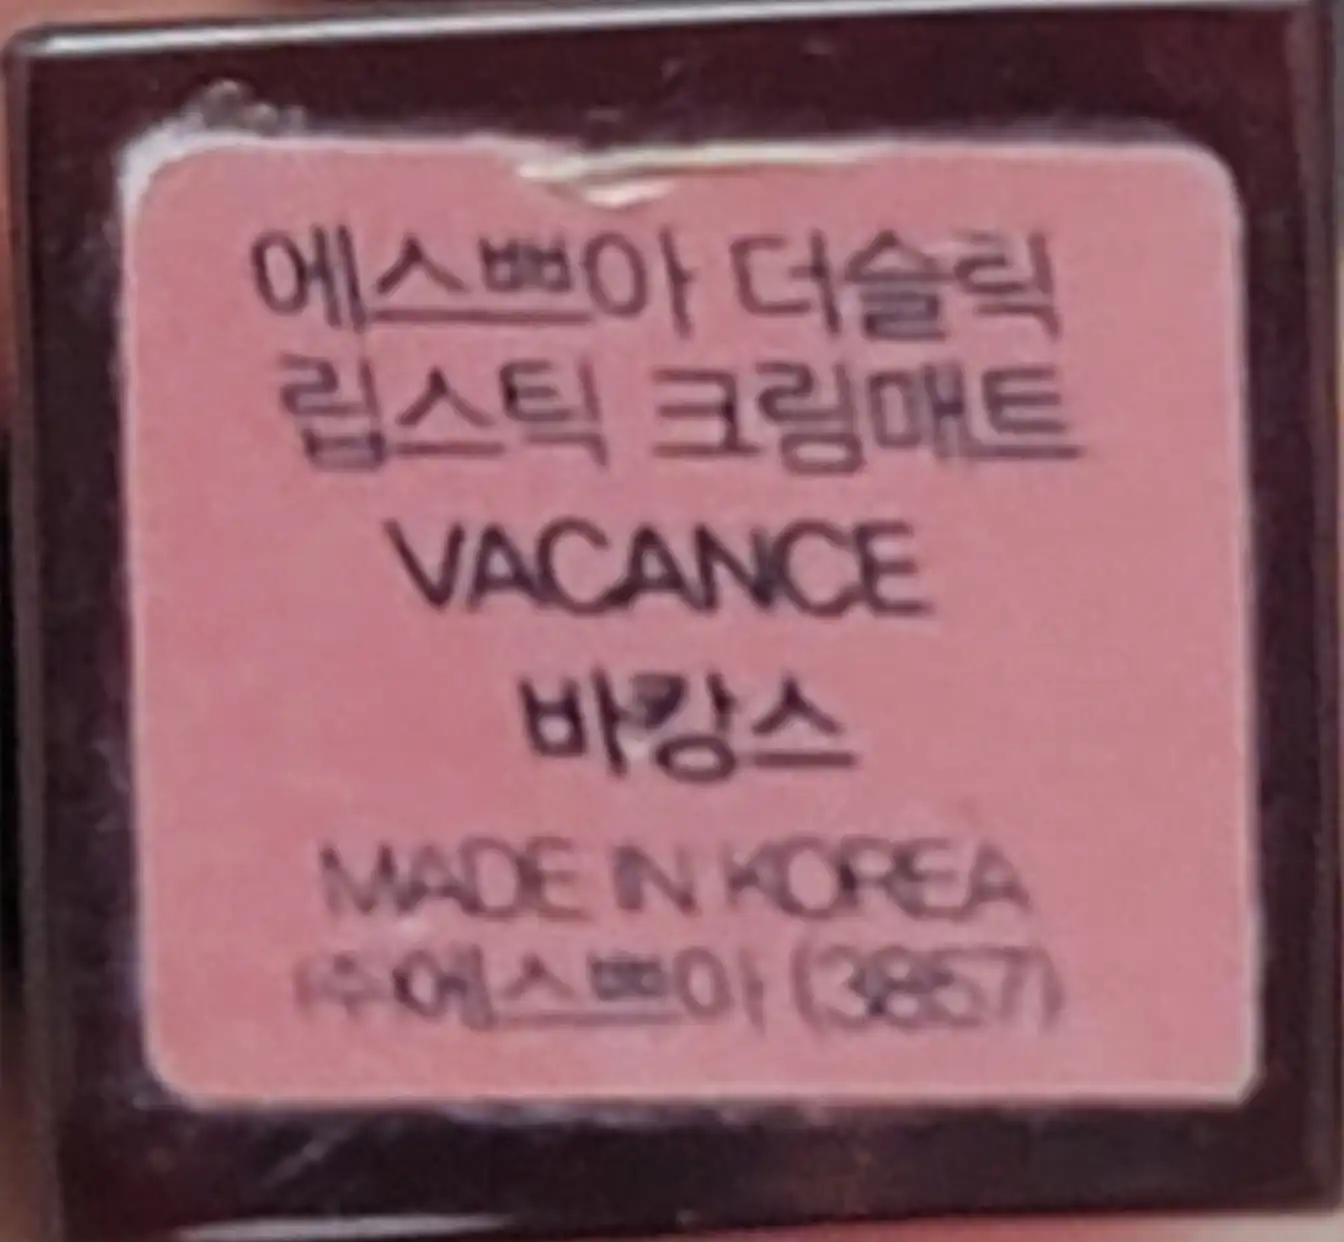 에스쁘아 더슬릭
립스틱 크림매트
VACANCE
바캉스
MADE IN KOREA
(주)에스쁘아 (3857)